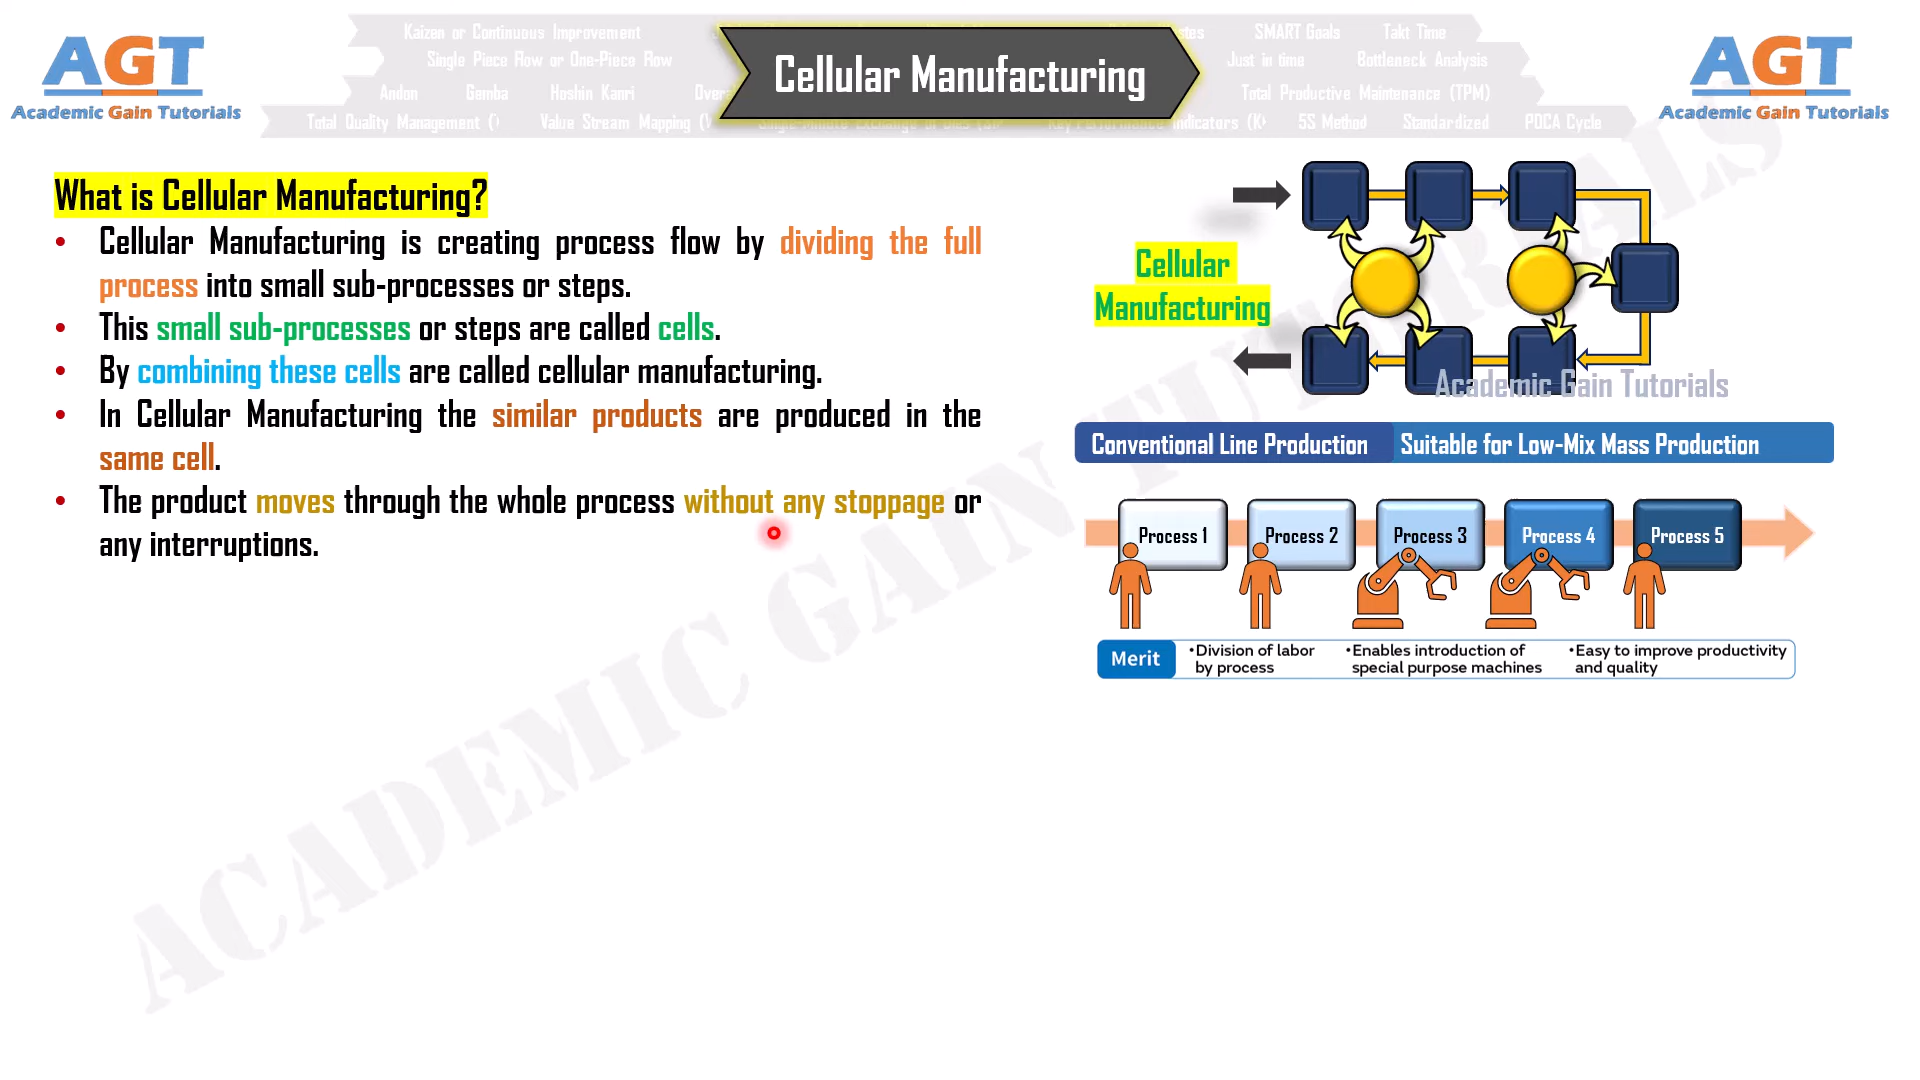 Kaizen or Continuous Improvement SMART Goals Takt Time
Single Piece Flow or One-Piece Flow Just in time Bottleneck Analysis
Andon Gemba Hoshin Kanri Total Productive Maintenance (TPM)
Total Quality Management ( Value Stream Mapping ( 5S Method Standardized PDCA Cycle
AGT
Academic Gain Tutorials
Cellular Manufacturing
AGT
Academic Gain Tutorials
What is Cellular Manufacturing?
• Cellular Manufacturing is creating process flow by dividing the full
process into small sub-processes or steps.
• This small sub-processes or steps are called cells.
• By combining these cells are called cellular manufacturing.
• In Cellular Manufacturing the similar products are produced in the
same cell.
• The product moves through the whole process without any stoppage or
any interruptions.
Cellular
Manufacturing
Academic Gain Tutorials
Conventional Line Production Suitable for Low-Mix Mass Production
Process 1 Process 2 Process 3 Process 4 Process 5
Merit
•Division of labor
by process
•Enables introduction of
special purpose machines
•Easy to improve productivity
and quality
ACADEMIC GAIN TUTORIALS